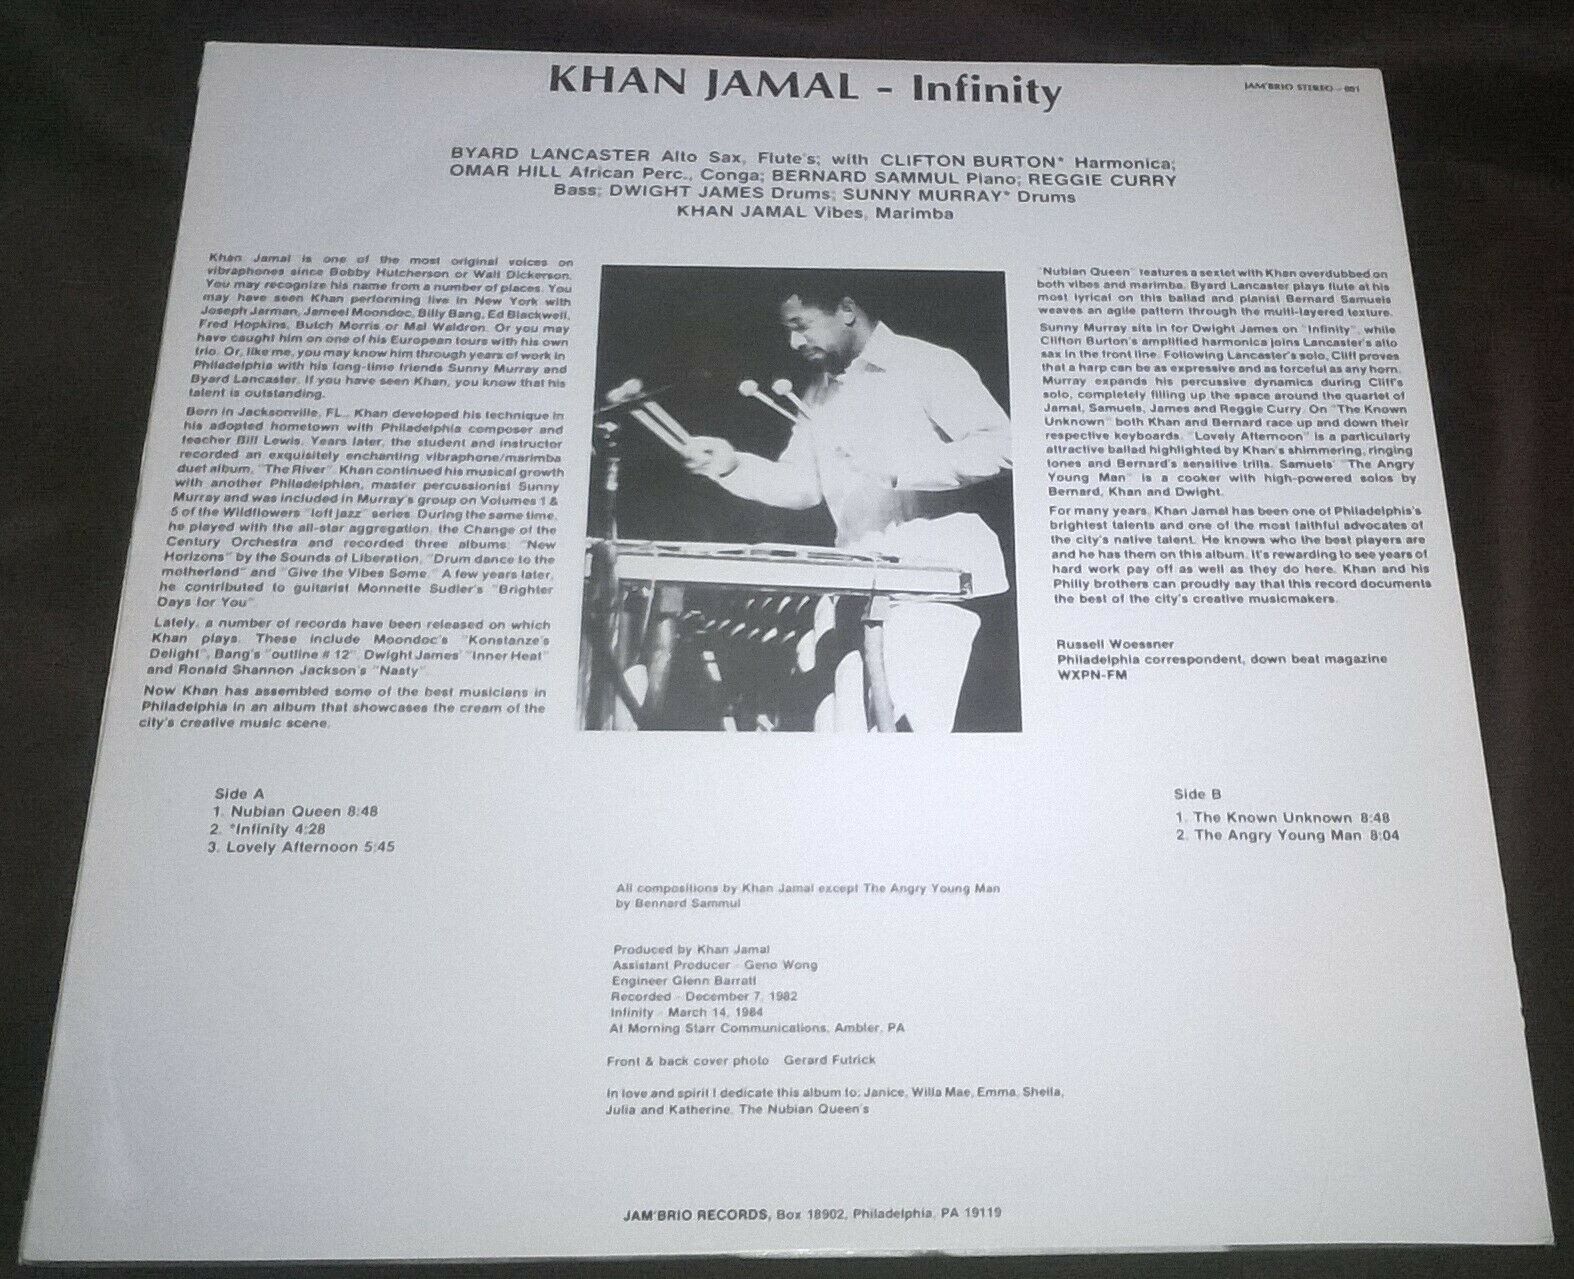 KHAN JAMAL - Infinity
JAM'BRIO STEREO - 001
BYARD LANCASTER Alto Sax, Flute's; with CLIFTON BURTON* Harmonica;
OMAR HILL African Perc., Conga; BERNARD SAMMUL Piano; REGGIE CURRY
Bass; DWIGHT JAMES Drums; SUNNY MURRAY* Drums
KHAN JAMAL Vibes, Marimba
Khan Jamal is one of the most original voices on
vibraphones since Bobby Hutcherson or Walt Dickerson.
You may recognize his name from a number of places. You
may have seen Khan performing live in New York with
Joseph Jarman, Jameel Moondoc, Billy Bang, Ed Blackwell,
Fred Hopkins, Butch Morris or Mal Waldron. Or you may
have caught him on one of his European tours with his own
trio. Or, like me, you may know him through years of work in
Philadelphia with his long-time friends Sunny Murray and
Byard Lancaster. If you have seen Khan, you know that his
talent is outstanding.
Born in Jacksonville, FL., Khan developed his technique in
his adopted hometown with Philadelphia composer and
teacher Bill Lewis. Years later, the student and instructor
recorded an exquisitely enchanting vibraphone/marimba
duet album, "The River". Khan continued his musical growth
with another Philadelphian, master percussionist Sunny
Murray and was included in Murray's group on Volumes 1 &
5 of the Wildflowers "loft jazz" series. During the same time,
he played with the all-star aggregation, the Change of the
Century Orchestra and recorded three albums: "New
Horizons" by the Sounds of Liberation, "Drum dance to the
motherland" and "Give the Vibes Some." A few years later,
he contributed to guitarist Monnette Sudler's "Brighter
Days for You".
Lately, a number of records have been released on which
Khan plays. These include Moondoc's "Konstanze's
Delight", Bang's "outline # 12", Dwight James' "Inner Heat"
and Ronald Shannon Jackson's "Nasty"
Now Khan has assembled some of the best musicians in
Philadelphia in an album that showcases the cream of the
city's creative music scene.
"Nubian Queen" features a sextet with Khan overdubbed on
both vibes and marimba. Byard Lancaster plays flute at his
most lyrical on this ballad and pianist Bernard Samuels
weaves an agile pattern through the multi-layered texture.
Sunny Murray sits in for Dwight James on "Infinity", while
Clifton Burton's amplified harmonica joins Lancaster's alto
sax in the front line. Following Lancaster's solo, Cliff proves
that a harp can be as expressive and as forceful as any horn.
Murray expands his percussive dynamics during Cliff's
solo, completely filling up the space around the quartet of
Jamal, Samuels, James and Reggie Curry. On "The Known
Unknown" both Khan and Bernard race up and down their
respective keyboards. "Lovely Afternoon" is a particularly
attractive ballad highlighted by Khan's shimmering, ringing
tones and Bernard's sensitive trills. Samuels' "The Angry
Young Man" is a cooker with high-powered solos by
Bernard, Khan and Dwight.
For many years, Khan Jamal has been one of Philadelphia's
brightest talents and one of the most faithful advocates of
the city's native talent. He knows who the best players are
and he has them on this album. It's rewarding to see years of
hard work pay off as well as they do here. Khan and his
Philly brothers can proudly say that this record documents
the best of the city's creative musicmakers.
Russell Woessner
Philadelphia correspondent, down beat magazine
WXPN-FM
Side A
1. Nubian Queen 8:48
2. *Infinity 4:28
3. Lovely Afternoon 5:45
Side B
1. The Known Unknown 8:48
2. The Angry Young Man 8:04
All compositions by Khan Jamal except The Angry Young Man
by Bennard Sammul
Produced by Khan Jamal
Assistant Producer - Geno Wong
Engineer Glenn Barratt
Recorded - December 7, 1982
Infinity - March 14, 1984
At Morning Starr Communications, Ambler, PA
Front & back cover photo Gerard Futrick
In love and spirit I dedicate this album to: Janice, Willa Mae, Emma, Sheila,
Julia and Katherine, The Nubian Queen's
JAM'BRIO RECORDS, Box 18902, Philadelphia, PA 19119